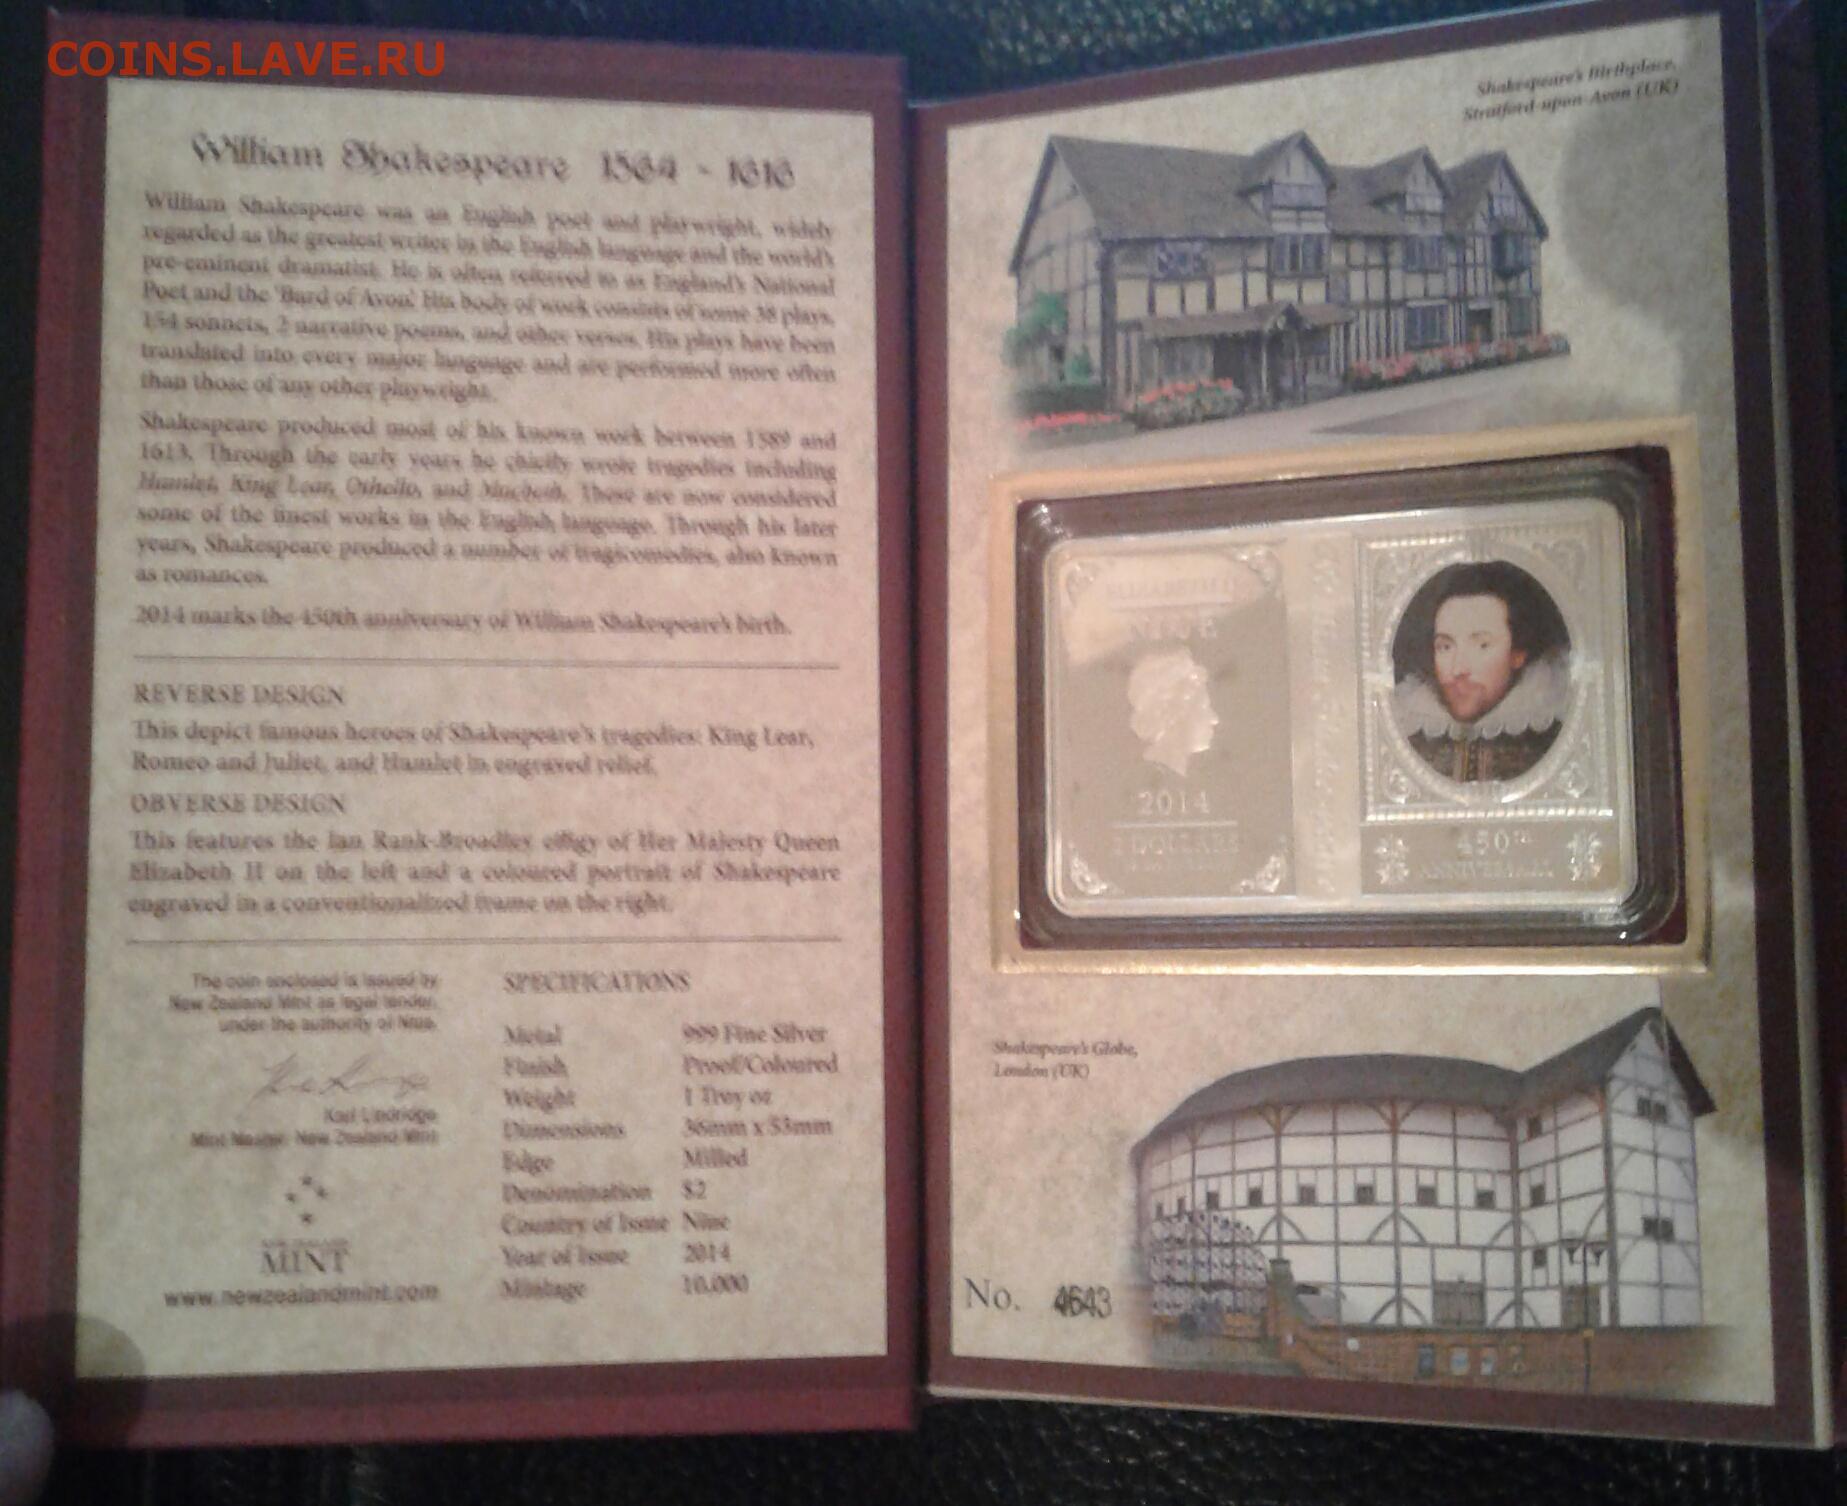 COINS.LAVE.RU
William Shakespeare 1564 - 1616
William Shakespeare was an English poet and playwright, widely
regarded as the greatest writer in the English language and the world's
pre-eminent dramatist. He is often referred to as England's National
Poet and the 'Bard of Avon'. His body of work consists of some 38 plays,
154 sonnets, 2 narrative poems, and other verses. His plays have been
translated into every major language and are performed more often
than those of any other playwright.
Shakespeare produced most of his known work between 1589 and
1613. Through the early years he chiefly wrote tragedies including
Hamlet, King Lear, Othello, and Macbeth. These are now considered
some of the finest works in the English language. Through his later
years, Shakespeare produced a number of tragicomedies, also known
as romances.
2014 marks the 450th anniversary of William Shakespeare's birth.
REVERSE DESIGN
This depict famous heroes of Shakespeare's tragedies: King Lear,
Romeo and Juliet, and Hamlet in engraved relief.
OBVERSE DESIGN
This features the Ian Rank-Broadley effigy of Her Majesty Queen
Elizabeth II on the left and a coloured portrait of Shakespeare
engraved in a conventionalized frame on the right.
The coin enclosed is issued by
New Zealand Mint as legal tender,
under the authority of Niue.
Mint Master: New Zealand Mint
NEW ZEALAND
MINT
www.newzealandmint.com
SPECIFICATIONS
Metal 999 Fine Silver
Finish Proof/Coloured
Weight 1 Troy oz
Dimensions 36mm x 53mm
Edge Milled
Denomination $2
Country of Issue Niue
Year of Issue 2014
Mintage 10,000
Shakespeare's Birthplace,
Stratford-upon-Avon (UK)
ELIZABETH II
NIUE
2014
2 DOLLARS
William Shakespeare
450TH
ANNIVERSARY
Shakespeare's Globe,
London (UK)
No. 4643